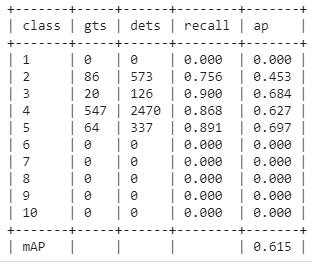 +-------+-----+------+--------+-------+
| class | gts | dets | recall | ap    |
+-------+-----+------+--------+-------+
| 1     | 0   | 0    | 0.000  | 0.000 |
| 2     | 86  | 573  | 0.756  | 0.453 |
| 3     | 20  | 126  | 0.900  | 0.684 |
| 4     | 547 | 2470 | 0.868  | 0.627 |
| 5     | 64  | 337  | 0.891  | 0.697 |
| 6     | 0   | 0    | 0.000  | 0.000 |
| 7     | 0   | 0    | 0.000  | 0.000 |
| 8     | 0   | 0    | 0.000  | 0.000 |
| 9     | 0   | 0    | 0.000  | 0.000 |
| 10    | 0   | 0    | 0.000  | 0.000 |
+-------+-----+------+--------+-------+
| mAP   |     |      |        | 0.615 |